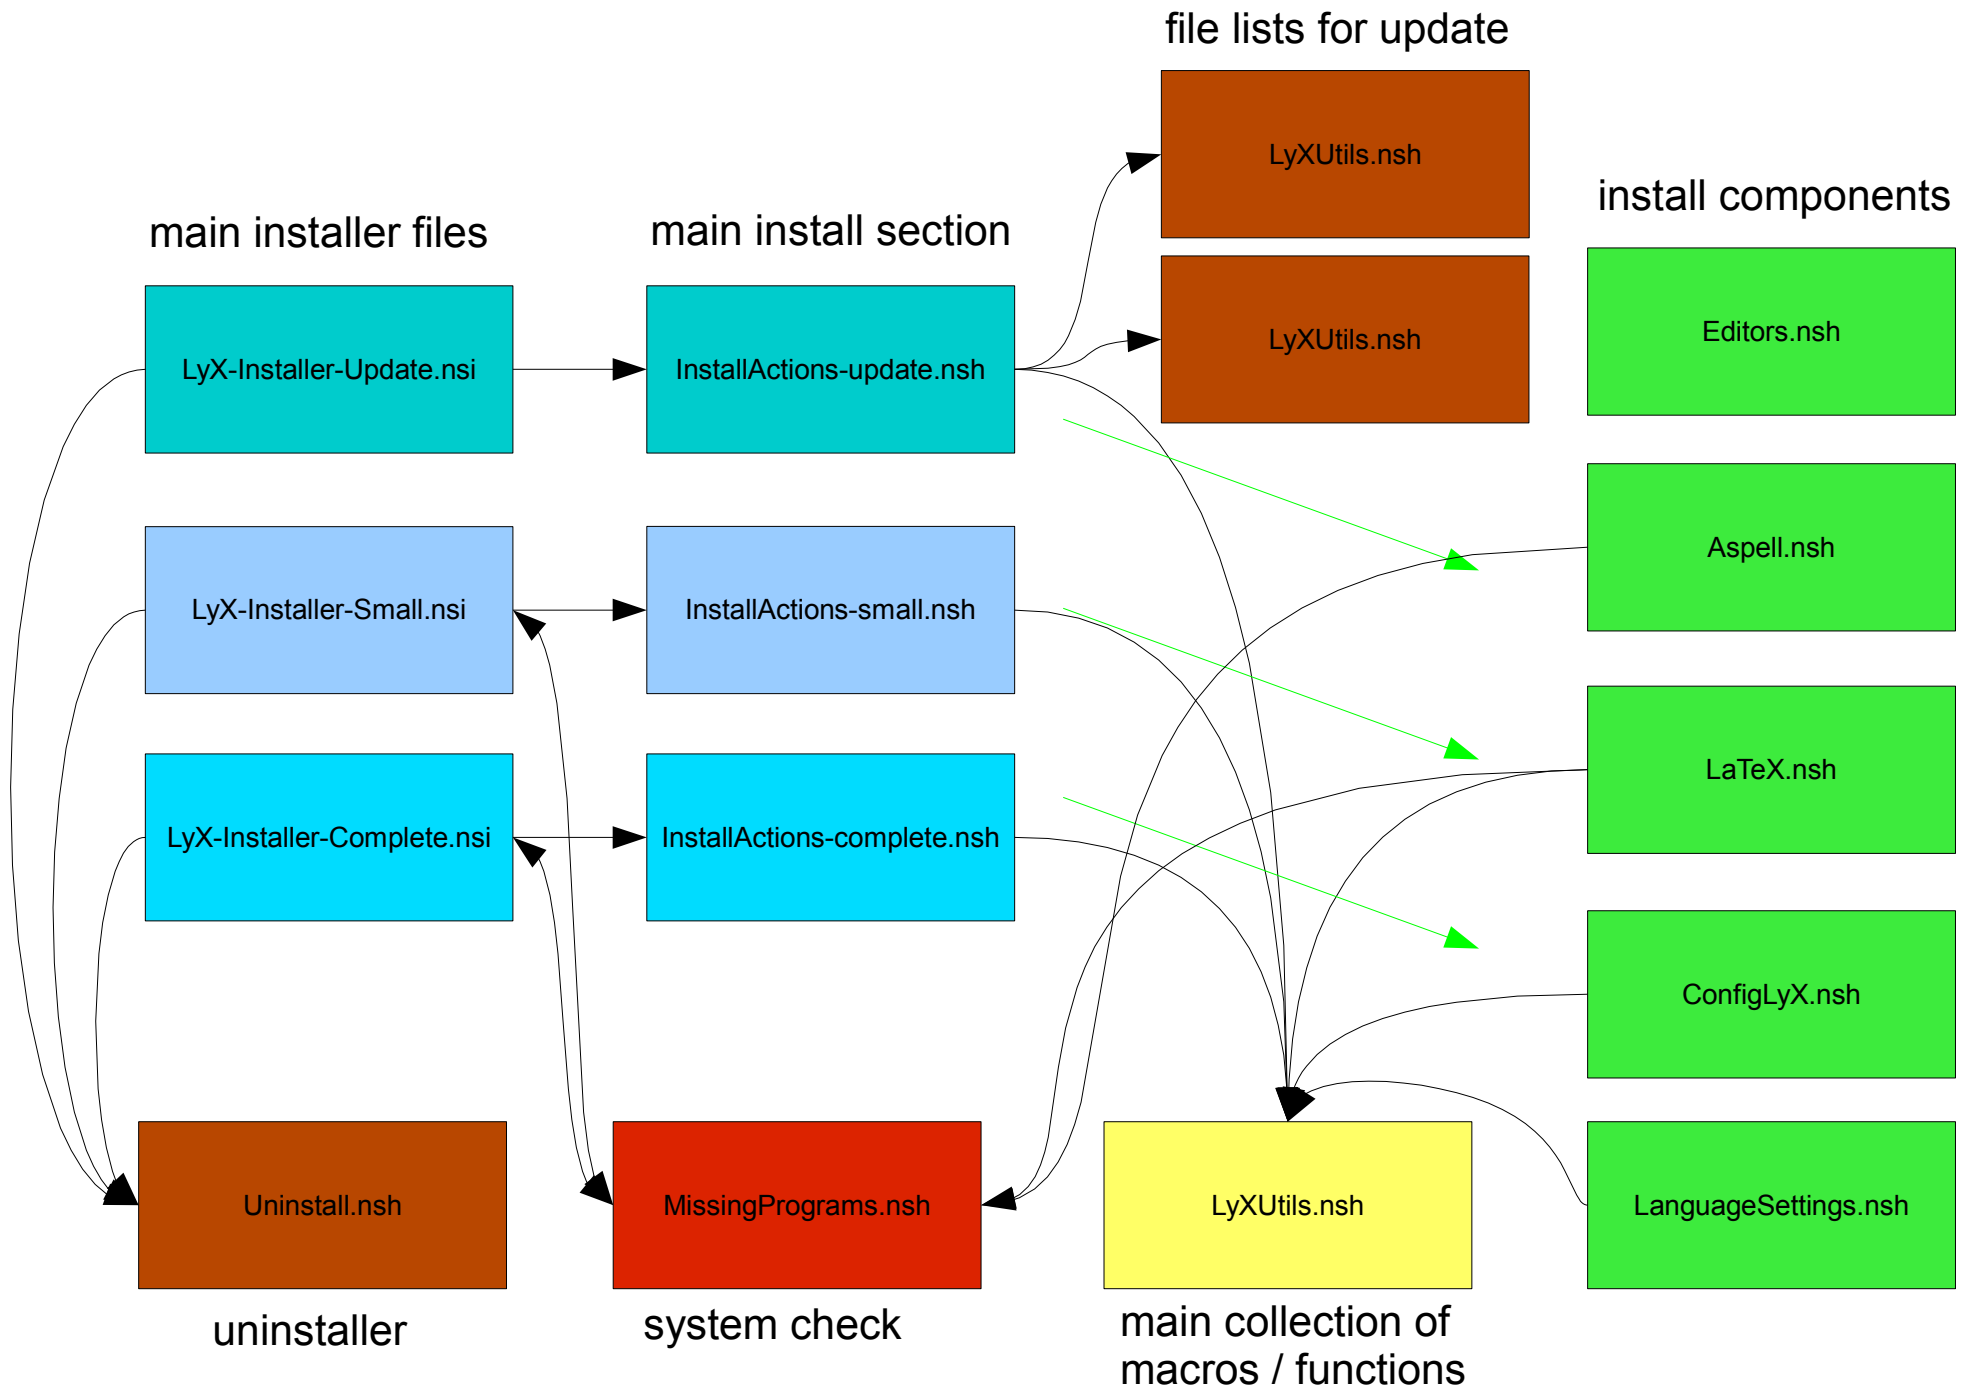 file lists for update
LyXUtils.nsh
install components
main installer files
main install section
LyXUtils.nsh
Editors.nsh
LyX-Installer-Update.nsi
InstallActions-update.nsh
Aspell.nsh
LyX-Installer-Small.nsi
InstallActions-small.nsh
LaTeX.nsh
LyX-Installer-Complete.nsi
InstallActions-complete.nsh
ConfigLyX.nsh
Uninstall.nsh
MissingPrograms.nsh
LyXUtils.nsh
LanguageSettings.nsh
uninstaller
system check
main collection of
macros / functions